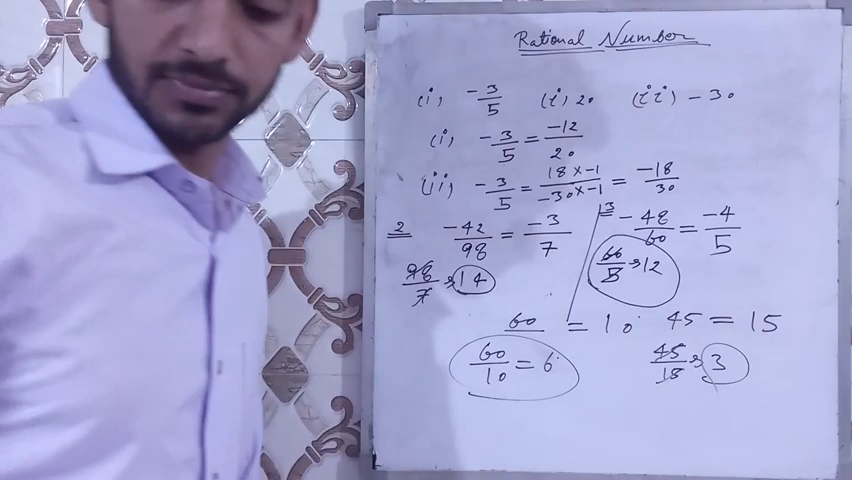 Rational Number
(i) -3/5 (i) 20 (ii) - 30
(i) -3/5 = -12/20
(ii) -3/5 = 18 x -1/-30 x -1 = -18/30
2 -42/98 = -3/7
98/7 = 14
3 -48/60 = -4/5
60/5 = 12
60 = 10 45 = 15
60/10 = 6
45/15 = 3